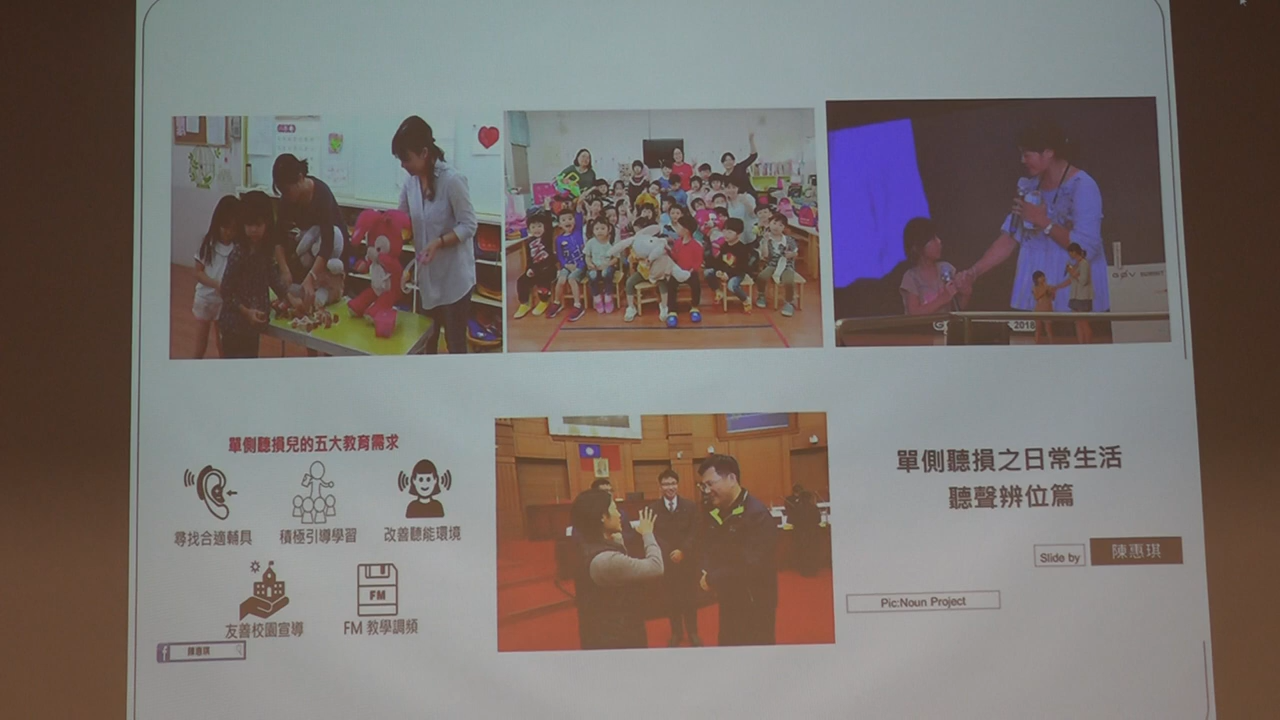 2018
單側聽損兒的五大教育需求
尋找合適輔具
積極引導學習
改善聽能環境
友善校園宣導
FM
FM 教學調頻
f 陳惠琪
單側聽損之日常生活
聽聲辨位篇
Slide by
陳惠琪
Pic:Noun Project